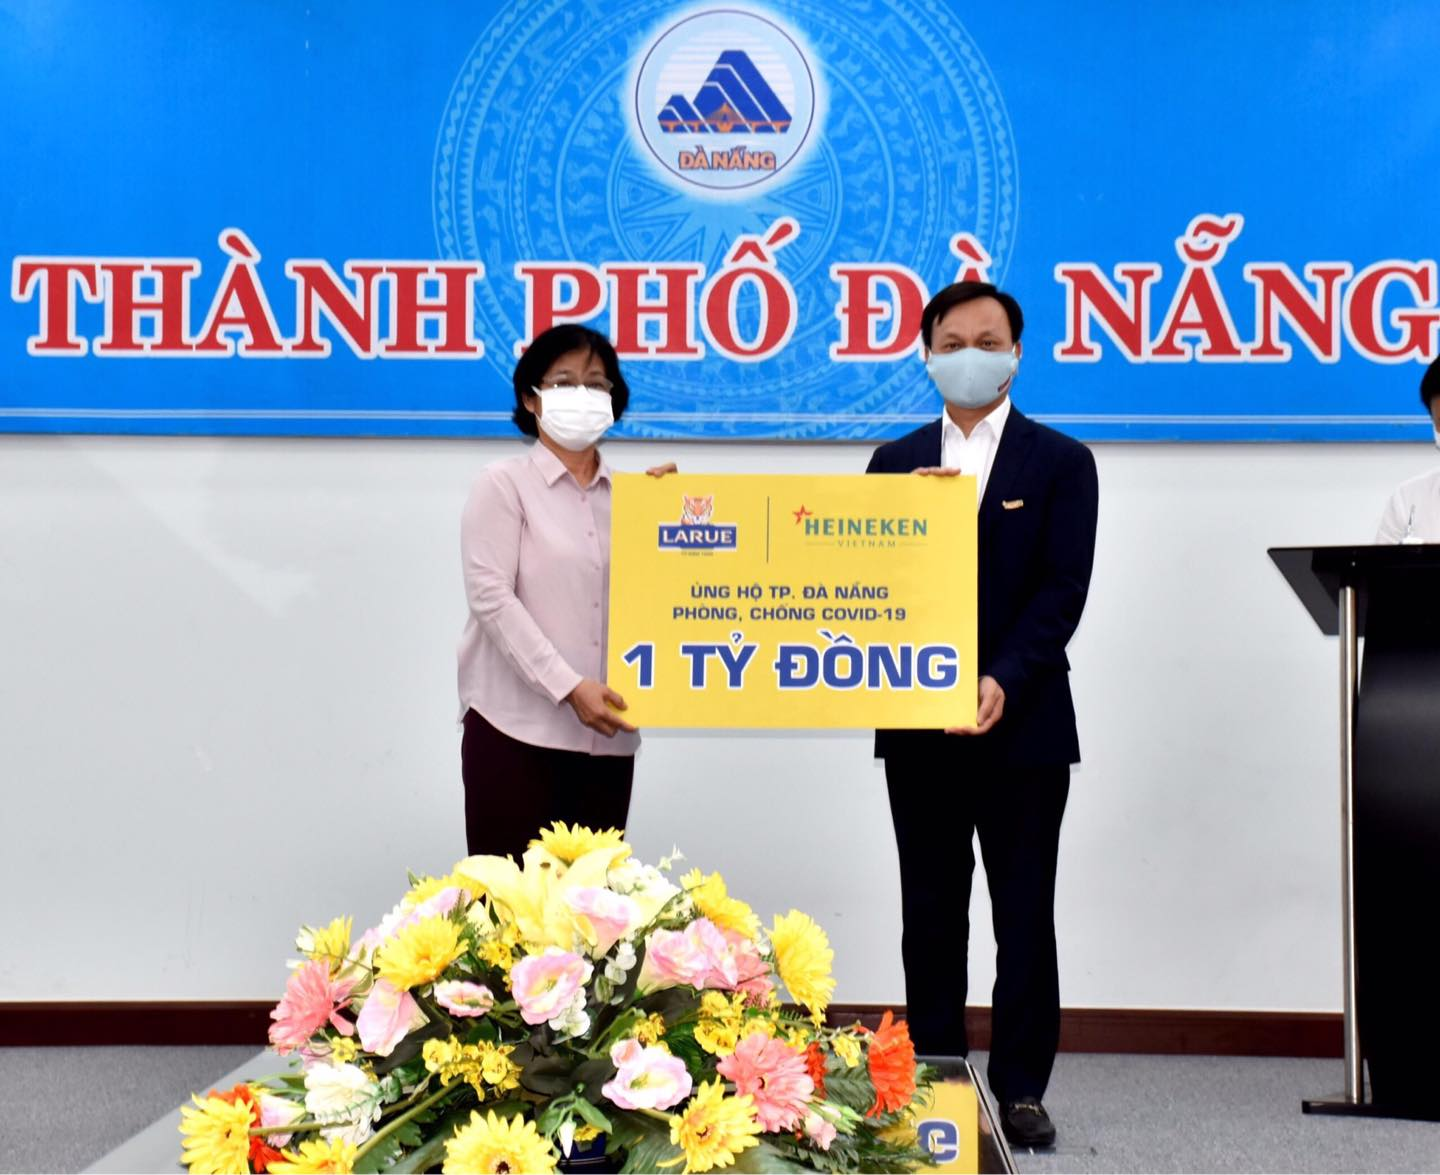 ĐÀ NẴNG
THÀNH PHỐ ĐÀ NẴNG
LARUE
HEINEKEN
VIETNAM
ỦNG HỘ TP. ĐÀ NẴNG
PHÒNG, CHỐNG COVID-19
1 TỶ ĐỒNG